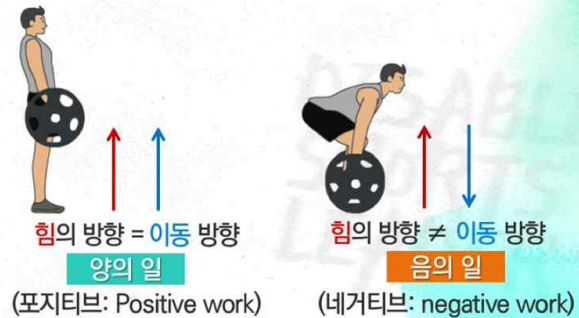 힘의 방향 = 이동 방향
양의 일
(포지티브: Positive work)
힘의 방향 ≠ 이동 방향
음의 일
(네거티브: negative work)